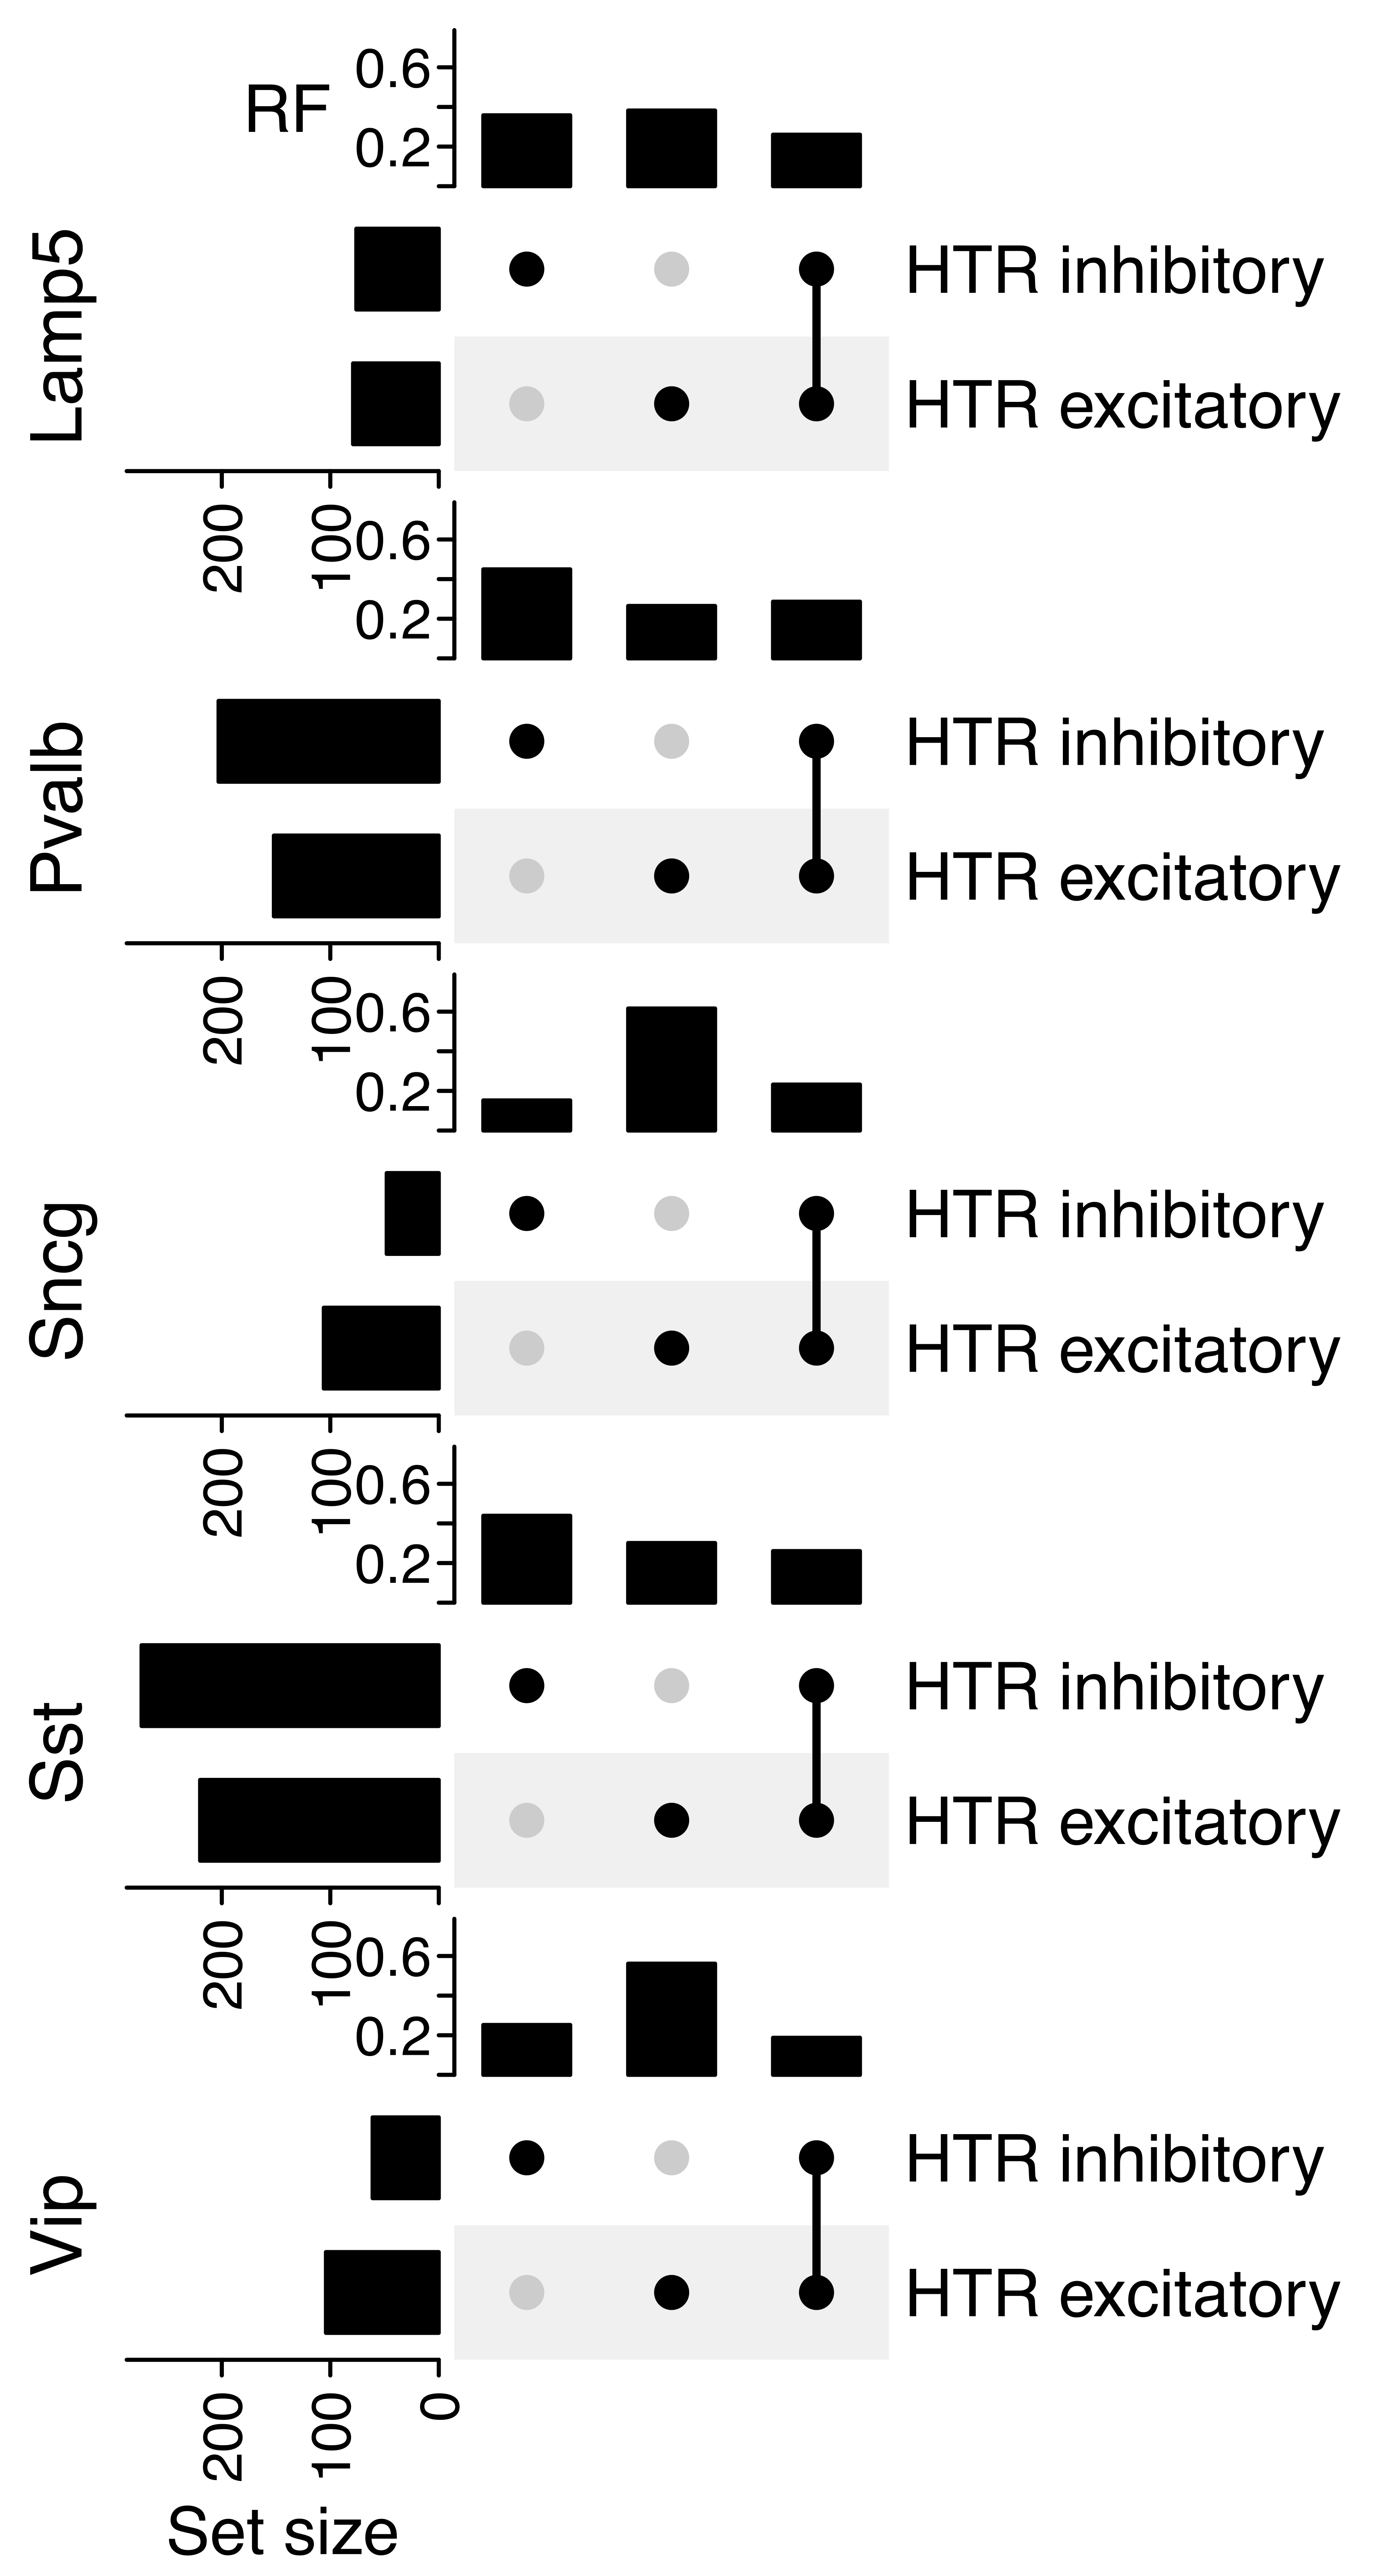 RF
0.6
0.2
Lamp5
HTR inhibitory
HTR excitatory
200
100
0.6
0.2
Pvalb
HTR inhibitory
HTR excitatory
200
100
0.6
0.2
Sncg
HTR inhibitory
HTR excitatory
200
100
0.6
0.2
Sst
HTR inhibitory
HTR excitatory
200
100
0.6
0.2
Vip
HTR inhibitory
HTR excitatory
200
100
0
Set size